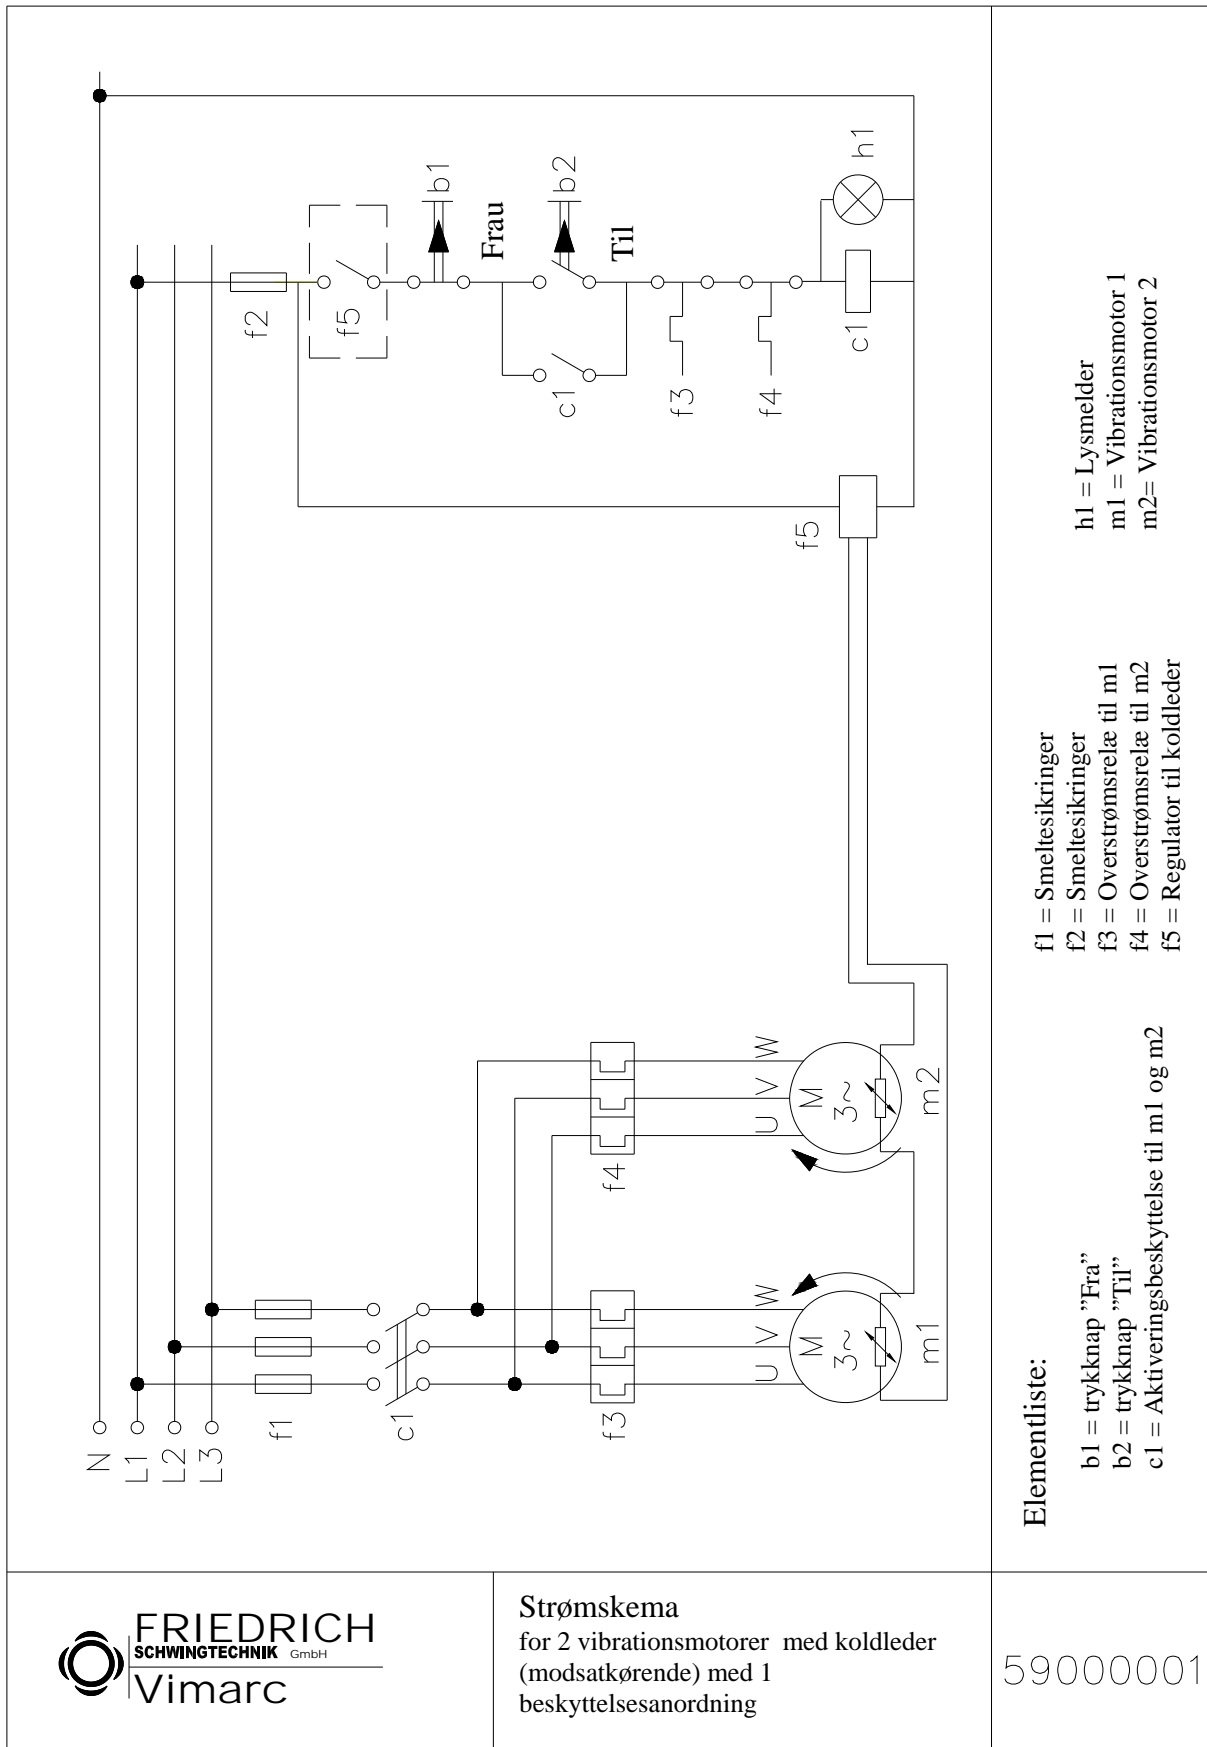 N
L1
L2
L3
f1
c1
f3
f4
U
V
W
U
V
W
M
3~
m1
M
3~
m2
f5
f2
f5
b1
Frau
c1
b2
Til
f3
f4
c1
h1
Elementliste:
b1 = trykknap ”Fra”
b2 = trykknap ”Til”
c1 = Aktiveringsbeskyttelse til m1 og m2
f1 = Smeltesikringer
f2 = Smeltesikringer
f3 = Overstrømsrelæ til m1
f4 = Overstrømsrelæ til m2
f5 = Regulator til koldleder
h1 = Lysmelder
m1 = Vibrationsmotor 1
m2= Vibrationsmotor 2
FRIEDRICH
SCHWINGTECHNIK GmbH
Vimarc
Strømskema
for 2 vibrationsmotorer med koldleder
(modsatkørende) med 1
beskyttelsesanordning
59000001